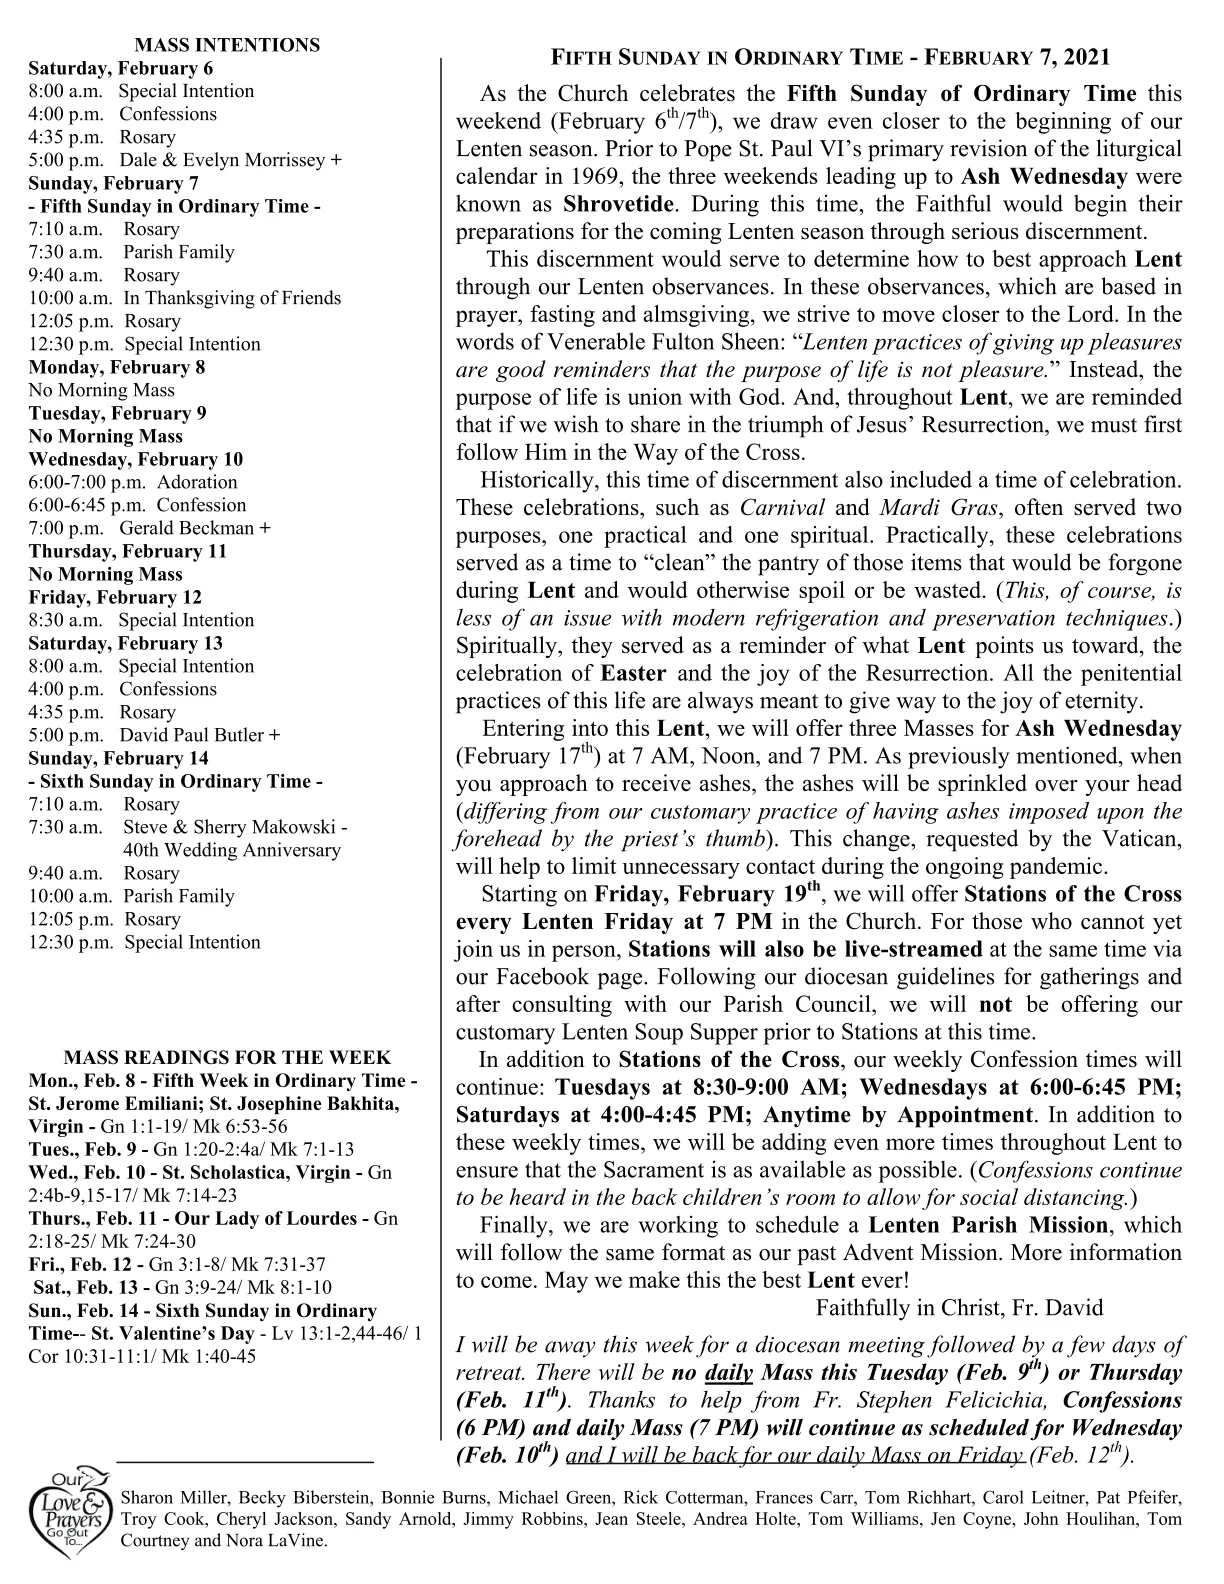 MASS INTENTIONS
Saturday, February 6
8:00 a.m. Special Intention
4:00 p.m. Confessions
4:35 p.m. Rosary
5:00 p.m. Dale & Evelyn Morrissey +
Sunday, February 7
- Fifth Sunday in Ordinary Time -
7:10 a.m. Rosary
7:30 a.m. Parish Family
9:40 a.m. Rosary
10:00 a.m. In Thanksgiving of Friends
12:05 p.m. Rosary
12:30 p.m. Special Intention
Monday, February 8
No Morning Mass
Tuesday, February 9
No Morning Mass
Wednesday, February 10
6:00-7:00 p.m. Adoration
6:00-6:45 p.m. Confession
7:00 p.m. Gerald Beckman +
Thursday, February 11
No Morning Mass
Friday, February 12
8:30 a.m. Special Intention
Saturday, February 13
8:00 a.m. Special Intention
4:00 p.m. Confessions
4:35 p.m. Rosary
5:00 p.m. David Paul Butler +
Sunday, February 14
- Sixth Sunday in Ordinary Time -
7:10 a.m. Rosary
7:30 a.m. Steve & Sherry Makowski -
40th Wedding Anniversary
9:40 a.m. Rosary
10:00 a.m. Parish Family
12:05 p.m. Rosary
12:30 p.m. Special Intention
MASS READINGS FOR THE WEEK
Mon., Feb. 8 - Fifth Week in Ordinary Time -
St. Jerome Emiliani; St. Josephine Bakhita,
Virgin - Gn 1:1-19/ Mk 6:53-56
Tues., Feb. 9 - Gn 1:20-2:4a/ Mk 7:1-13
Wed., Feb. 10 - St. Scholastica, Virgin - Gn
2:4b-9,15-17/ Mk 7:14-23
Thurs., Feb. 11 - Our Lady of Lourdes - Gn
2:18-25/ Mk 7:24-30
Fri., Feb. 12 - Gn 3:1-8/ Mk 7:31-37
Sat., Feb. 13 - Gn 3:9-24/ Mk 8:1-10
Sun., Feb. 14 - Sixth Sunday in Ordinary
Time-- St. Valentine’s Day - Lv 13:1-2,44-46/ 1
Cor 10:31-11:1/ Mk 1:40-45
FIFTH SUNDAY IN ORDINARY TIME - FEBRUARY 7, 2021
As the Church celebrates the Fifth Sunday of Ordinary Time this
weekend (February 6th/7th), we draw even closer to the beginning of our
Lenten season. Prior to Pope St. Paul VI’s primary revision of the liturgical
calendar in 1969, the three weekends leading up to Ash Wednesday were
known as Shrovetide. During this time, the Faithful would begin their
preparations for the coming Lenten season through serious discernment.
This discernment would serve to determine how to best approach Lent
through our Lenten observances. In these observances, which are based in
prayer, fasting and almsgiving, we strive to move closer to the Lord. In the
words of Venerable Fulton Sheen: “Lenten practices of giving up pleasures
are good reminders that the purpose of life is not pleasure.” Instead, the
purpose of life is union with God. And, throughout Lent, we are reminded
that if we wish to share in the triumph of Jesus’ Resurrection, we must first
follow Him in the Way of the Cross.
Historically, this time of discernment also included a time of celebration.
These celebrations, such as Carnival and Mardi Gras, often served two
purposes, one practical and one spiritual. Practically, these celebrations
served as a time to “clean” the pantry of those items that would be forgone
during Lent and would otherwise spoil or be wasted. (This, of course, is
less of an issue with modern refrigeration and preservation techniques.)
Spiritually, they served as a reminder of what Lent points us toward, the
celebration of Easter and the joy of the Resurrection. All the penitential
practices of this life are always meant to give way to the joy of eternity.
Entering into this Lent, we will offer three Masses for Ash Wednesday
(February 17th) at 7 AM, Noon, and 7 PM. As previously mentioned, when
you approach to receive ashes, the ashes will be sprinkled over your head
(differing from our customary practice of having ashes imposed upon the
forehead by the priest’s thumb). This change, requested by the Vatican,
will help to limit unnecessary contact during the ongoing pandemic.
Starting on Friday, February 19th, we will offer Stations of the Cross
every Lenten Friday at 7 PM in the Church. For those who cannot yet
join us in person, Stations will also be live-streamed at the same time via
our Facebook page. Following our diocesan guidelines for gatherings and
after consulting with our Parish Council, we will not be offering our
customary Lenten Soup Supper prior to Stations at this time.
In addition to Stations of the Cross, our weekly Confession times will
continue: Tuesdays at 8:30-9:00 AM; Wednesdays at 6:00-6:45 PM;
Saturdays at 4:00-4:45 PM; Anytime by Appointment. In addition to
these weekly times, we will be adding even more times throughout Lent to
ensure that the Sacrament is as available as possible. (Confessions continue
to be heard in the back children’s room to allow for social distancing.)
Finally, we are working to schedule a Lenten Parish Mission, which
will follow the same format as our past Advent Mission. More information
to come. May we make this the best Lent ever!
Faithfully in Christ, Fr. David
I will be away this week for a diocesan meeting followed by a few days of
retreat. There will be no daily Mass this Tuesday (Feb. 9th) or Thursday
(Feb. 11th). Thanks to help from Fr. Stephen Felicichia, Confessions
(6 PM) and daily Mass (7 PM) will continue as scheduled for Wednesday
(Feb. 10th) and I will be back for our daily Mass on Friday (Feb. 12th).
Our
Love &
Prayers
Go Out
To...
Sharon Miller, Becky Biberstein, Bonnie Burns, Michael Green, Rick Cotterman, Frances Carr, Tom Richhart, Carol Leitner, Pat Pfeifer,
Troy Cook, Cheryl Jackson, Sandy Arnold, Jimmy Robbins, Jean Steele, Andrea Holte, Tom Williams, Jen Coyne, John Houlihan, Tom
Courtney and Nora LaVine.